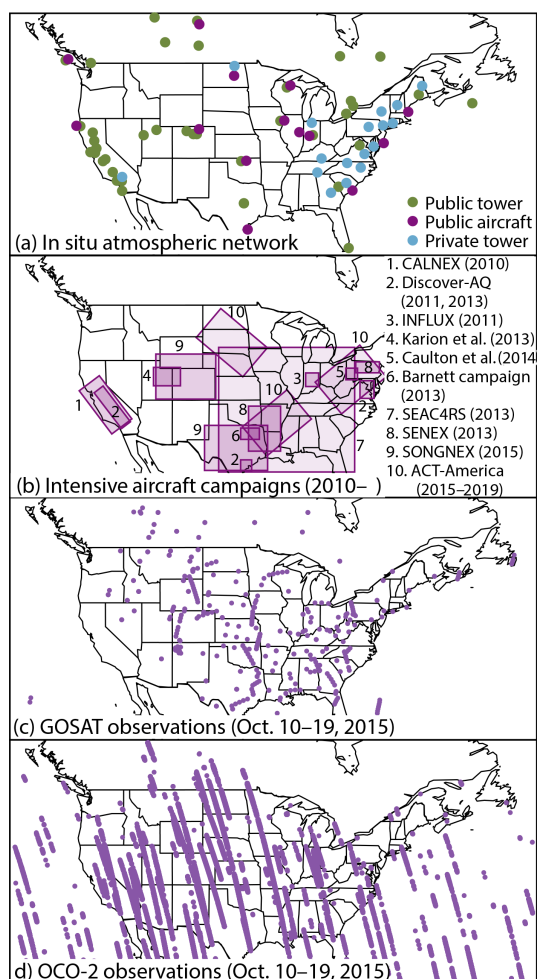 Public tower
Public aircraft
Private tower
(a) In situ atmospheric network
1. CALNEX (2010)
2. Discover-AQ
(2011, 2013)
3. INFLUX (2011)
4. Karion et al. (2013)
5. Caulton et al. (2014
6. Barnett campaign
(2013)
7. SEAC4RS (2013)
8. SENEX (2013)
9. SONGNEX (2015)
10. ACT-America
(2015–2019)
10
9
10
4
3
5
8
1
2
10
2
8
9
6
7
2
(b) Intensive aircraft campaigns (2010– )
(c) GOSAT observations (Oct. 10–19, 2015)
d) OCO-2 observations (Oct. 10–19, 2015)